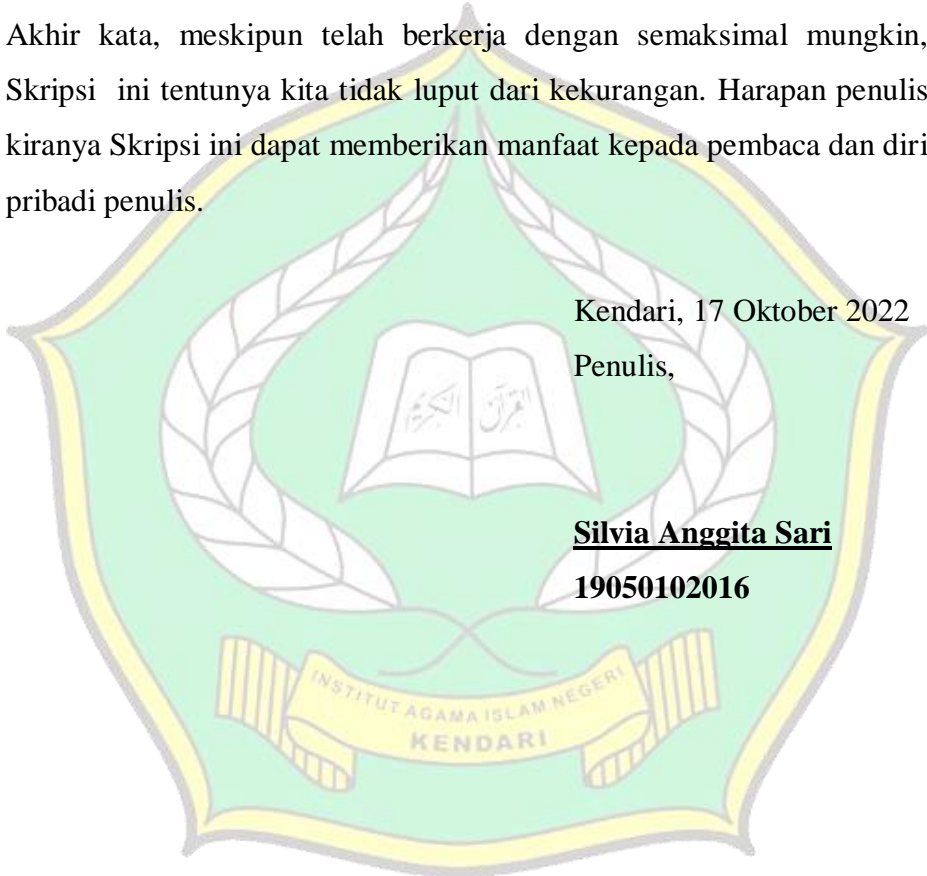 Akhir kata, meskipun telah berkerja dengan semaksimal mungkin,
Skripsi ini tentunya kita tidak luput dari kekurangan. Harapan penulis
kiranya Skripsi ini dapat memberikan manfaat kepada pembaca dan diri
pribadi penulis.
Kendari, 17 Oktober 2022
Penulis,
القرآن الكريم
Silvia Anggita Sari
19050102016
INSTITUT AGAMA ISLAM NEGERI
KENDARI